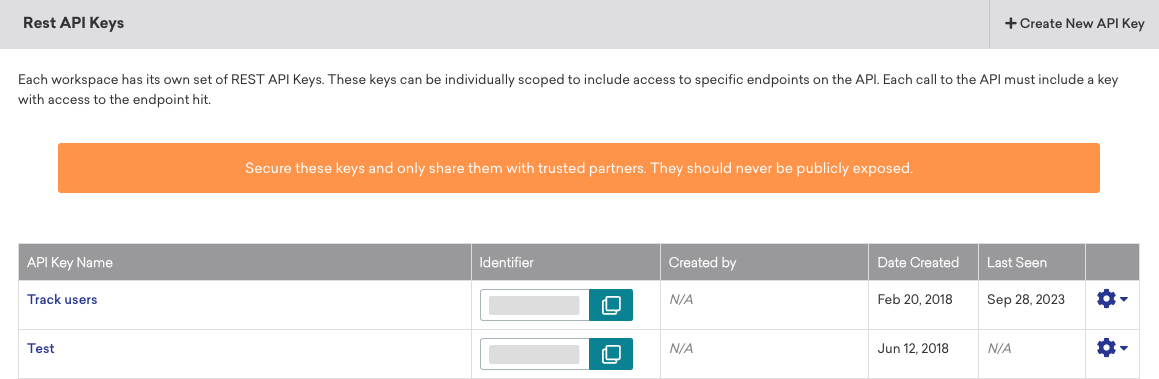 Rest API Keys
Create New API Key
Each workspace has its own set of REST API Keys. These keys can be individually scoped to include access to specific endpoints on the API. Each call to the API must include a key
with access to the endpoint hit.
Secure these keys and only share them with trusted partners. They should never be publicly exposed.
API Key Name Identifier Created by Date Created Last Seen
Track users N/A Feb 20, 2018 Sep 28, 2023
Test N/A Jun 12, 2018 N/A